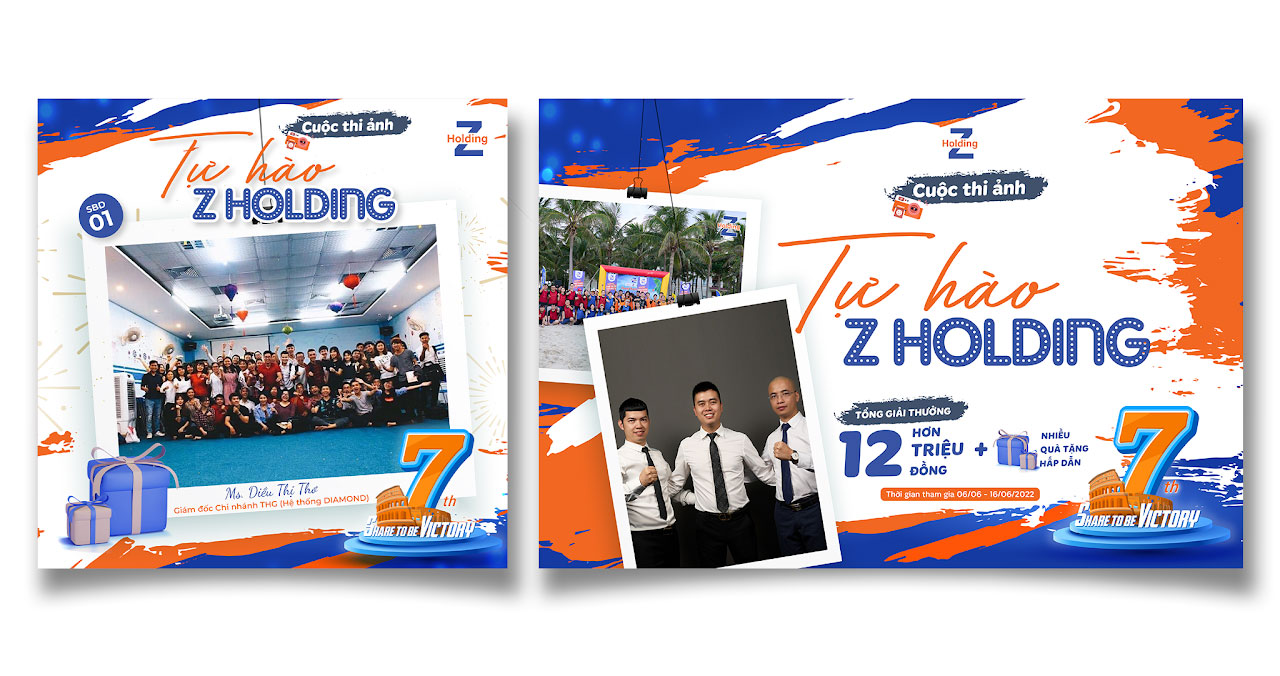 Cuộc thi ảnh
Z Holding
Tự hào
Z HOLDING
SBD
01
Ms. Diều Thị Thơ
Giám đốc Chi nhánh THG (Hệ thống DIAMOND)
7th
SHARE TO BE VICTORY
Z Holding
Cuộc thi ảnh
Tự hào
Z HOLDING
TỔNG GIẢI THƯỞNG
12 HƠN TRIỆU ĐỒNG + NHIỀU QUÀ TẶNG HẤP DẪN
Thời gian tham gia 06/06 - 16/06/2022
7th
SHARE TO BE VICTORY